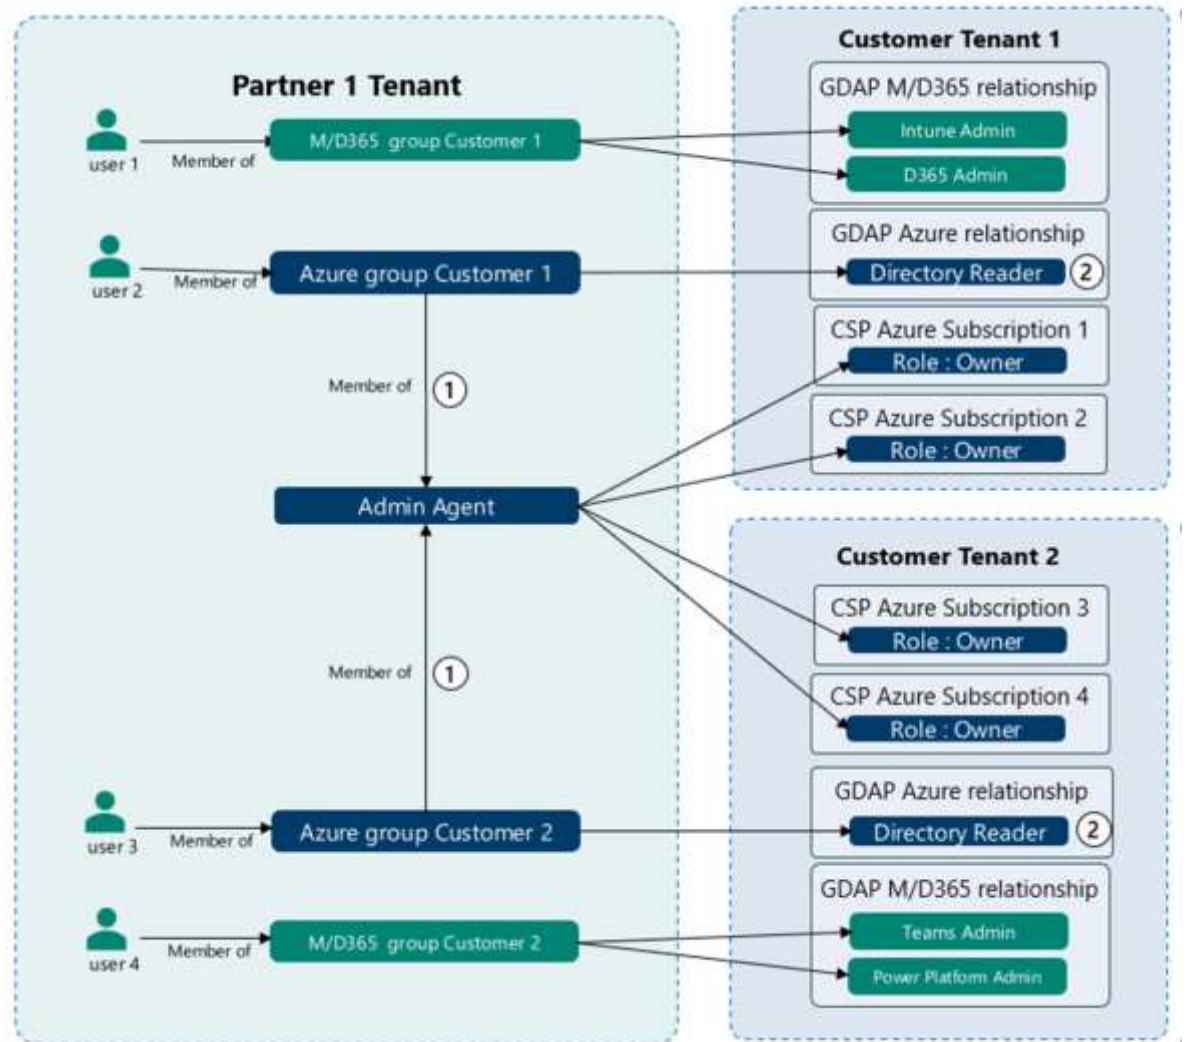 Partner 1 Tenant
user 1
Member of
M/D365 group Customer 1
user 2
Member of
Azure group Customer 1
Member of
1
Admin Agent
Member of
1
user 3
Member of
Azure group Customer 2
user 4
Member of
M/D365 group Customer 2
Customer Tenant 1
GDAP M/D365 relationship
Intune Admin
D365 Admin
GDAP Azure relationship
Directory Reader
2
CSP Azure Subscription 1
Role : Owner
CSP Azure Subscription 2
Role : Owner
Customer Tenant 2
CSP Azure Subscription 3
Role : Owner
CSP Azure Subscription 4
Role : Owner
GDAP Azure relationship
Directory Reader
2
GDAP M/D365 relationship
Teams Admin
Power Platform Admin